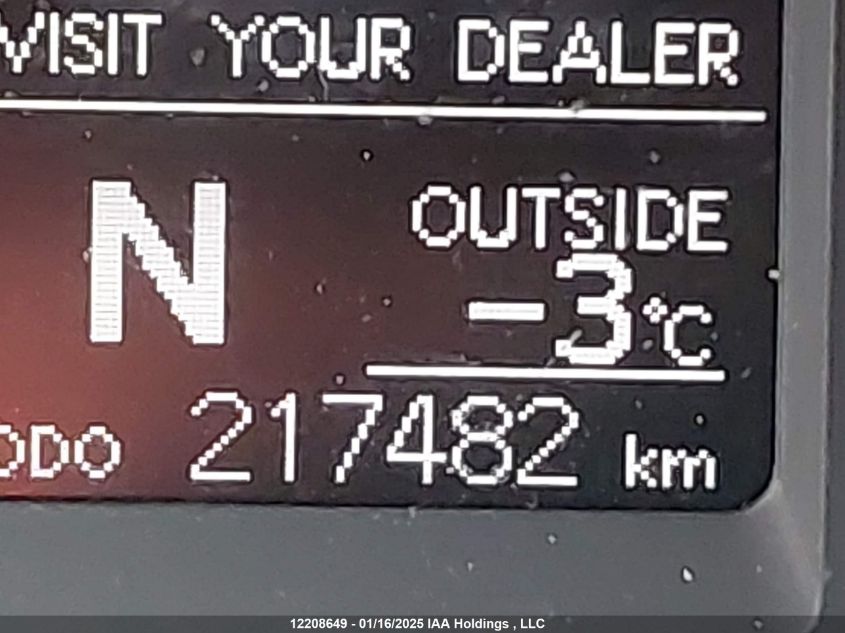 VISIT YOUR DEALER
N
OUTSIDE
-3°C
ODO 217482 km
12208649 - 01/16/2025 IAA Holdings , LLC